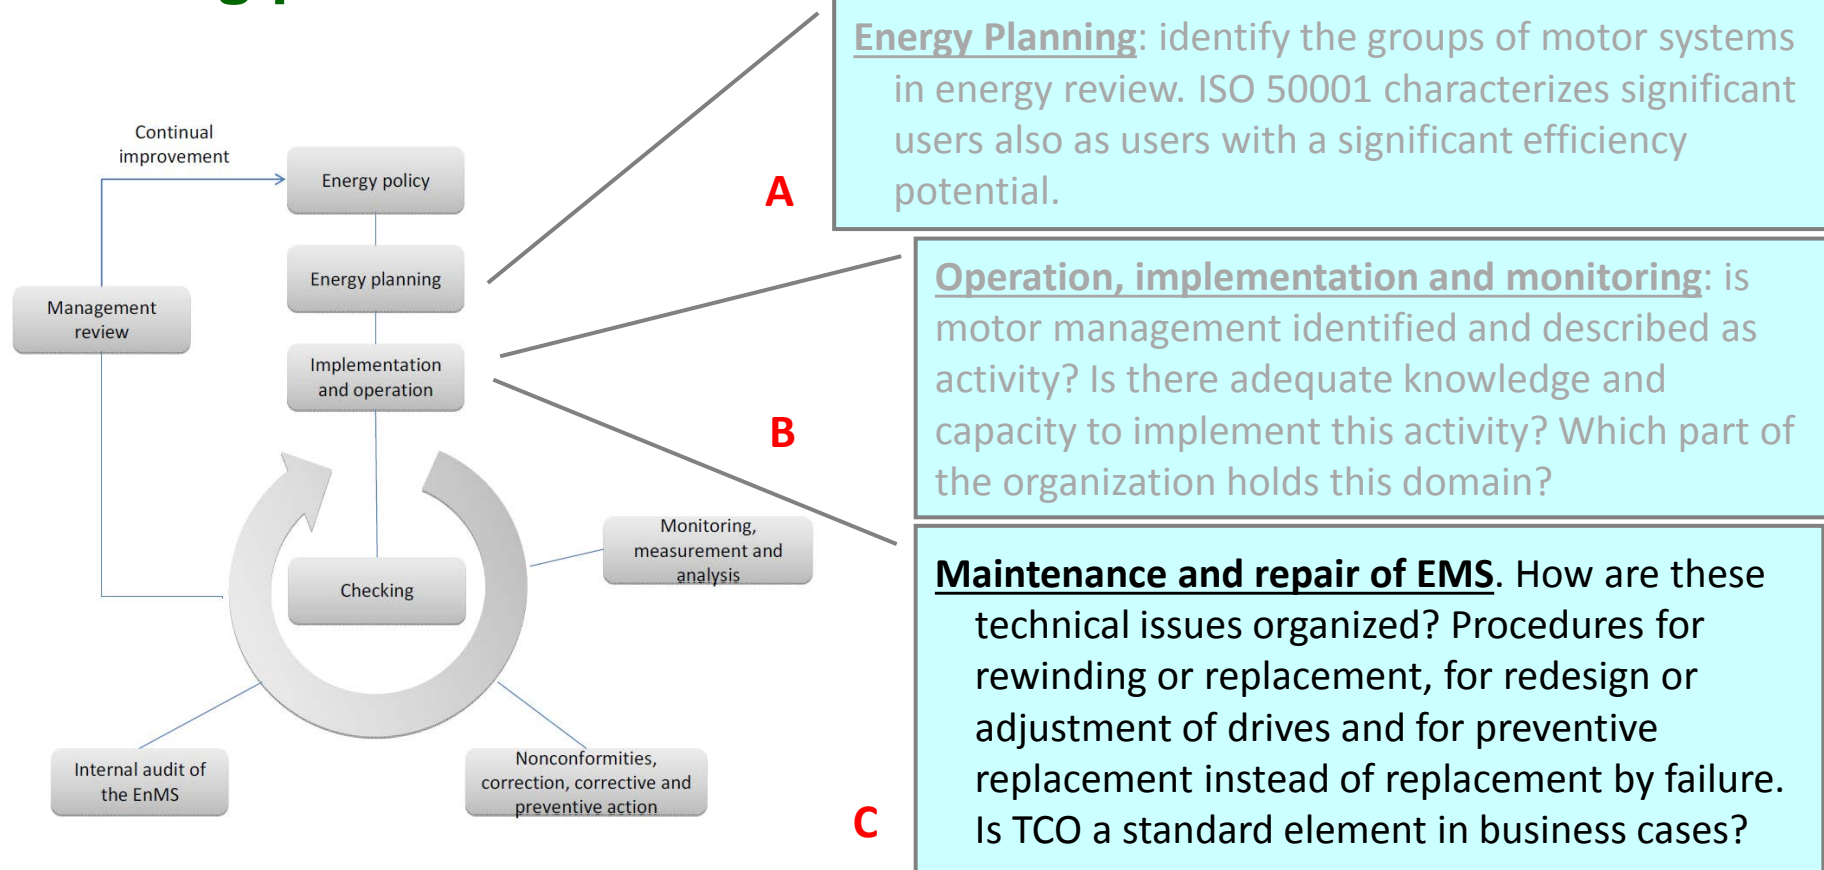 Continual
improvement
Energy policy
Energy planning
Management
review
Implementation
and operation
Monitoring,
measurement and
analysis
Checking
Internal audit of
the EnMS
Nonconformities,
correction, corrective and
preventive action
A
Energy Planning: identify the groups of motor systems
in energy review. ISO 50001 characterizes significant
users also as users with a significant efficiency
potential.
B
Operation, implementation and monitoring: is
motor management identified and described as
activity? Is there adequate knowledge and
capacity to implement this activity? Which part of
the organization holds this domain?
C
Maintenance and repair of EMS. How are these
technical issues organized? Procedures for
rewinding or replacement, for redesign or
adjustment of drives and for preventive
replacement instead of replacement by failure.
Is TCO a standard element in business cases?